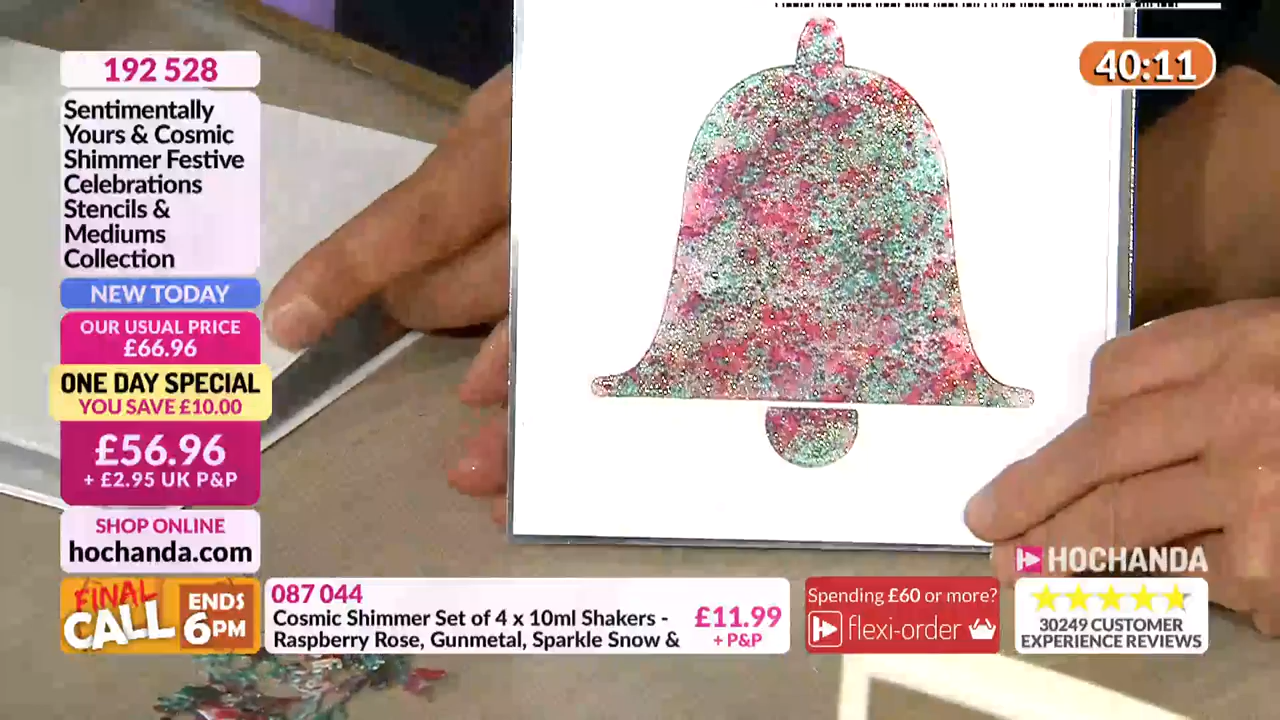 192 528
Sentimentally
Yours & Cosmic
Shimmer Festive
Celebrations
Stencils &
Mediums
Collection
NEW TODAY
OUR USUAL PRICE
£66.96
ONE DAY SPECIAL
YOU SAVE £10.00
£56.96
+ £2.95 UK P&P
SHOP ONLINE
hochanda.com
40:11
HOCHANDA
FINAL
CALL
ENDS
6PM
087 044
Cosmic Shimmer Set of 4 x 10ml Shakers -
Raspberry Rose, Gunmetal, Sparkle Snow &
£11.99
+ P&P
Spending £60 or more?
flexi-order
30249 CUSTOMER
EXPERIENCE REVIEWS